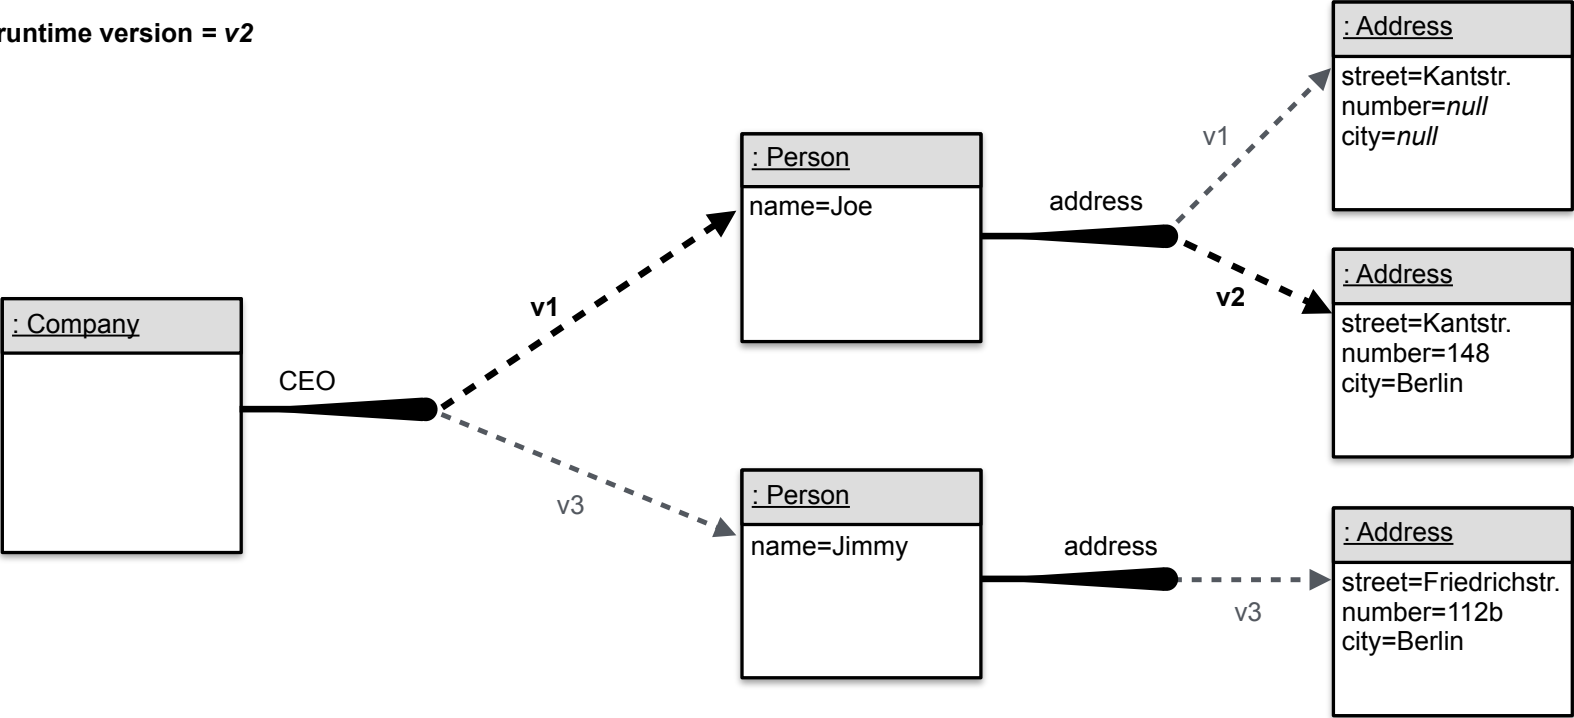 runtime version = v2
: Address
street=Kantstr.
number=null
city=null
v1
: Person
name=Joe
address
v2
: Address
street=Kantstr.
number=148
city=Berlin
v1
: Company
CEO
v3
: Person
name=Jimmy
address
v3
: Address
street=Friedrichstr.
number=112b
city=Berlin